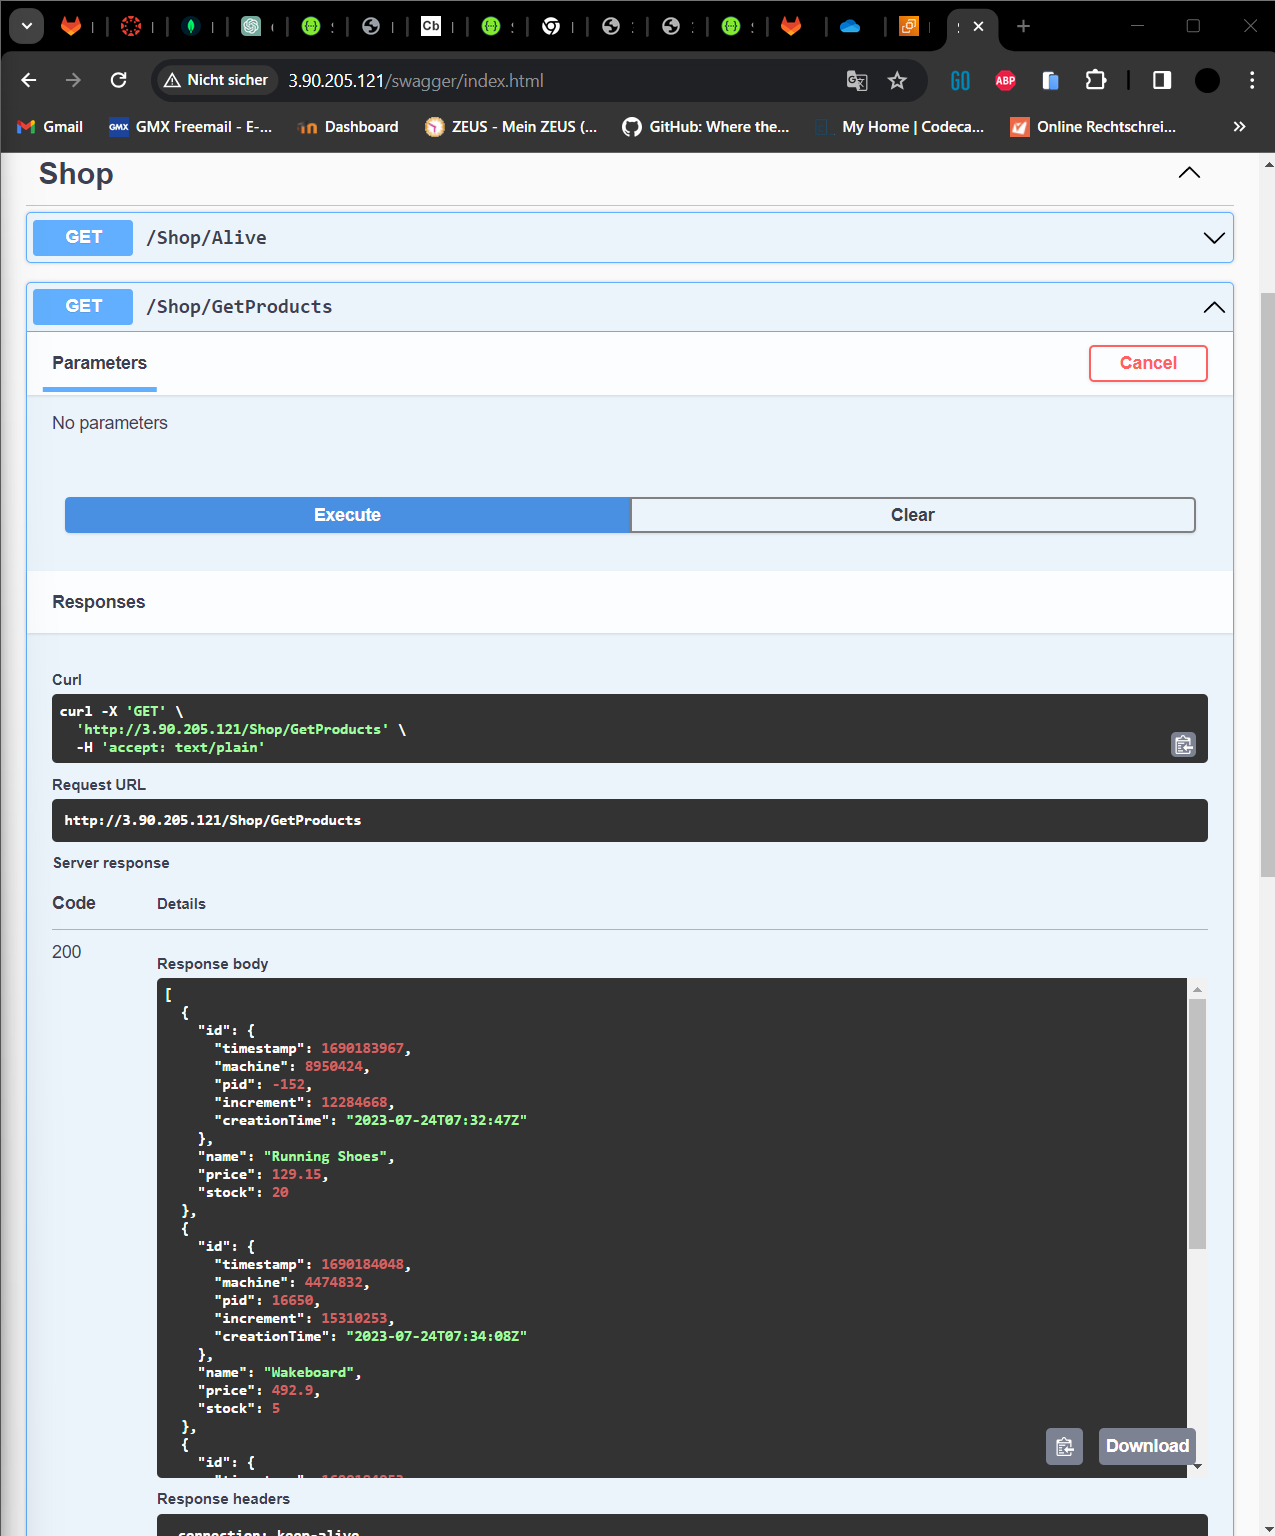 Nicht sicher
3.90.205.121/swagger/index.html
Gmail
GMX Freemail - E-...
Dashboard
ZEUS - Mein ZEUS (...
GitHub: Where the...
My Home | Codeca...
Online Rechtschrei...
Shop
GET /Shop/Alive
GET /Shop/GetProducts
Parameters
Cancel
No parameters
Execute
Clear
Responses
Curl
curl -X 'GET' \
'http://3.90.205.121/Shop/GetProducts' \
-H 'accept: text/plain'
Request URL
http://3.90.205.121/Shop/GetProducts
Server response
Code Details
200
Response body
[
{
"id": {
"timestamp": 1690183967,
"machine": 8950424,
"pid": -152,
"increment": 12284668,
"creationTime": "2023-07-24T07:32:47Z"
},
"name": "Running Shoes",
"price": 129.15,
"stock": 20
},
{
"id": {
"timestamp": 1690184048,
"machine": 4474832,
"pid": 16650,
"increment": 15310253,
"creationTime": "2023-07-24T07:34:08Z"
},
"name": "Wakeboard",
"price": 492.9,
"stock": 5
},
{
"id": {
Download
Response headers
connection: keep-alive